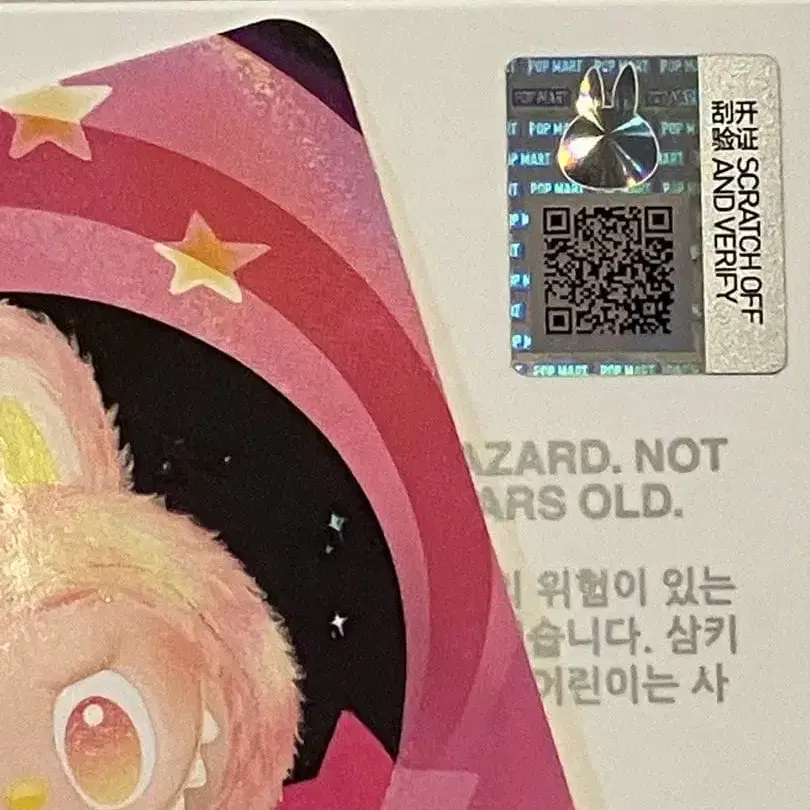 POP MART
开涂 SCRATCH OFF
刮验 AND VERIFY
AZARD. NOT
ARS OLD.
위험이 있는
습니다. 삼키
어린이는 사